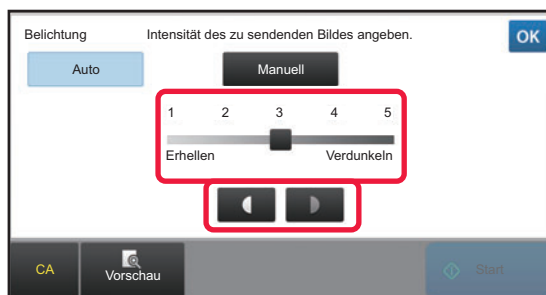 Belichtung Intensität des zu sendenden Bildes angeben. OK
Auto Manuell
1 2 3 4 5
Erhellen Verdunkeln
CA Vorschau Start